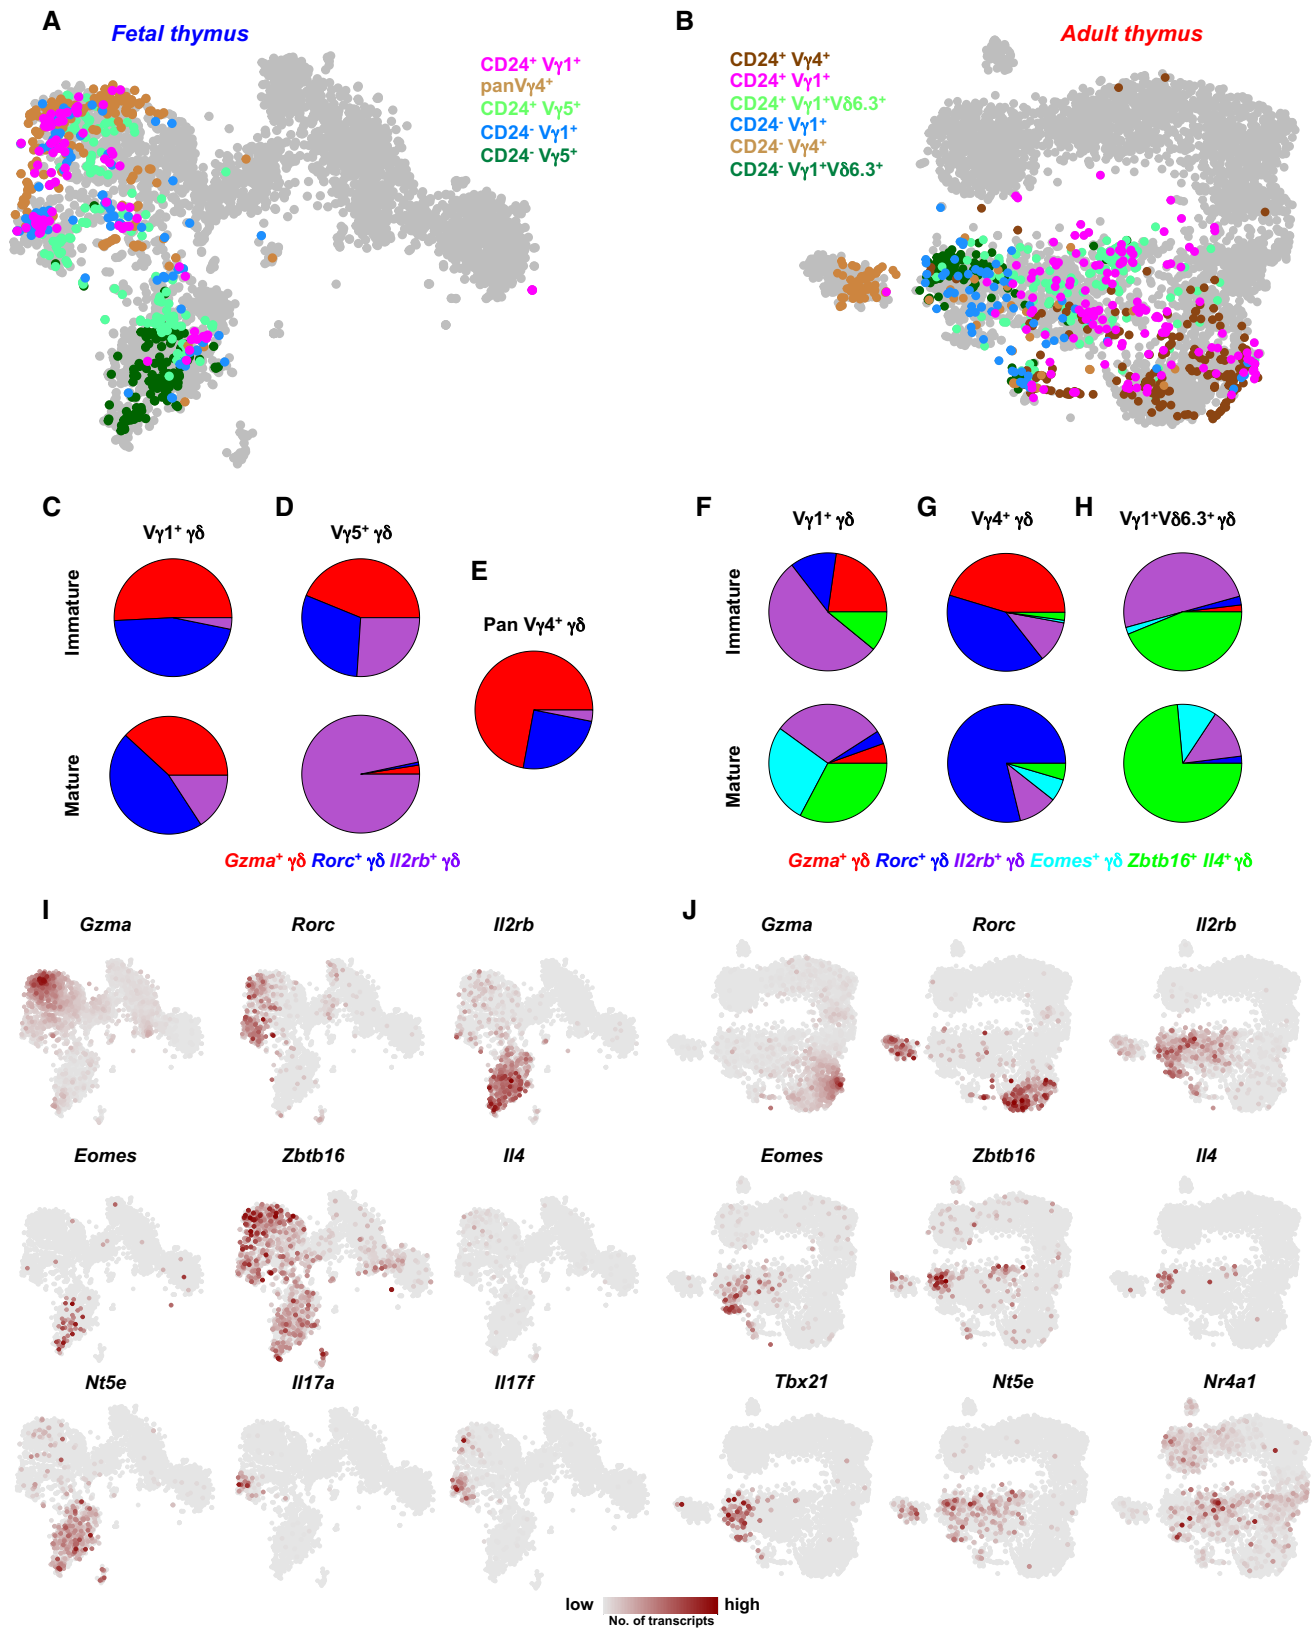 A
Fetal thymus
CD24⁺ Vγ1⁺
panVγ4⁺
CD24⁺ Vγ5⁺
CD24⁻ Vγ1⁺
CD24⁻ Vγ5⁺
B
Adult thymus
CD24⁺ Vγ4⁺
CD24⁺ Vγ1⁺
CD24⁺ Vγ1⁺Vδ6.3⁺
CD24⁻ Vγ1⁺
CD24⁻ Vγ4⁺
CD24⁻ Vγ1⁺Vδ6.3⁺
C
Vγ1⁺ γδ
D
Vγ5⁺ γδ
E
Pan Vγ4⁺ γδ
Immature
Mature
Gzma⁺ γδ Rorc⁺ γδ Il2rb⁺ γδ
F
Vγ1⁺ γδ
G
Vγ4⁺ γδ
H
Vγ1⁺Vδ6.3⁺ γδ
Immature
Mature
Gzma⁺ γδ Rorc⁺ γδ Il2rb⁺ γδ Eomes⁺ γδ Zbtb16⁺ Il4⁺ γδ
I
Gzma Rorc Il2rb
Eomes Zbtb16 Il4
Nt5e Il17a Il17f
J
Gzma Rorc Il2rb
Eomes Zbtb16 Il4
Tbx21 Nt5e Nr4a1
low high
No. of transcripts